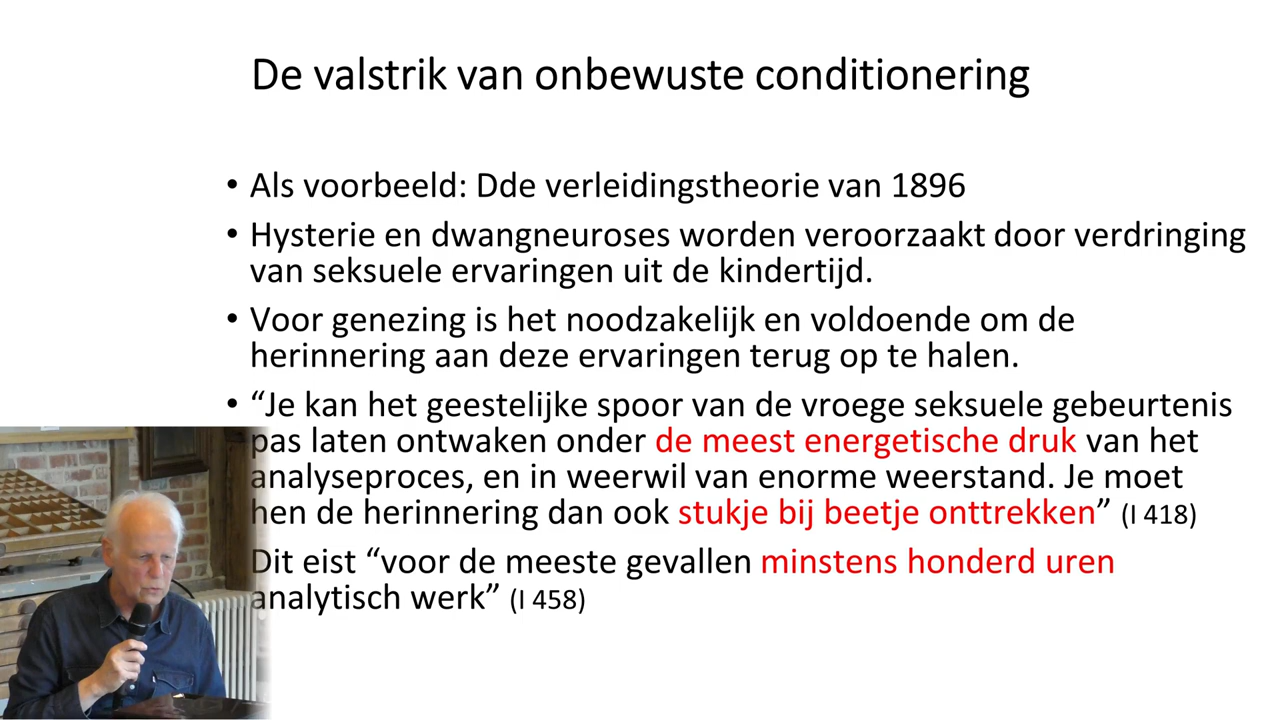 De valstrik van onbewuste conditionering
• Als voorbeeld: Dde verleidingstheorie van 1896
• Hysterie en dwangneuroses worden veroorzaakt door verdringing
van seksuele ervaringen uit de kindertijd.
• Voor genezing is het noodzakelijk en voldoende om de
herinnering aan deze ervaringen terug op te halen.
• “Je kan het geestelijke spoor van de vroege seksuele gebeurtenis
pas laten ontwaken onder de meest energetische druk van het
analyseproces, en in weerwil van enorme weerstand. Je moet
hen de herinnering dan ook stukje bij beetje onttrekken” (I 418)
Dit eist “voor de meeste gevallen minstens honderd uren
analytisch werk” (I 458)